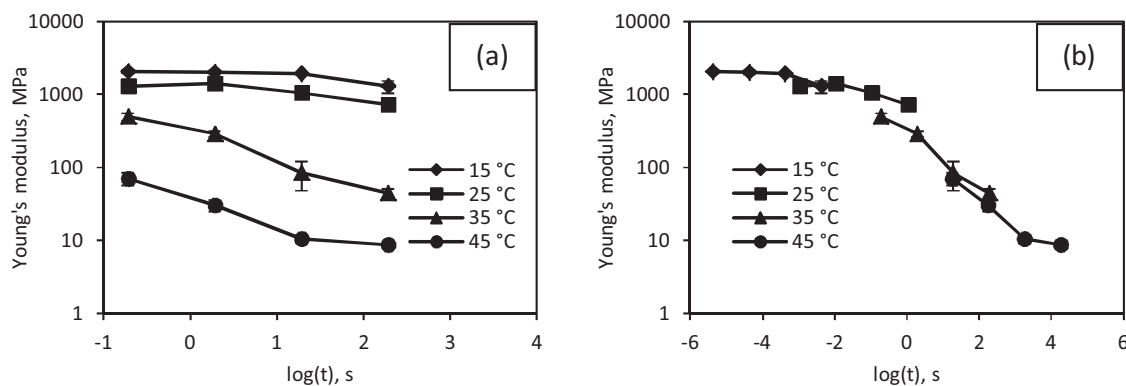 10000
1000
100
10
1
Young's modulus, MPa
-1 0 1 2 3 4
log(t), s
(a)
15 °C
25 °C
35 °C
45 °C
10000
1000
100
10
1
Young's modulus, MPa
-6 -4 -2 0 2 4 6
log(t), s
(b)
15 °C
25 °C
35 °C
45 °C